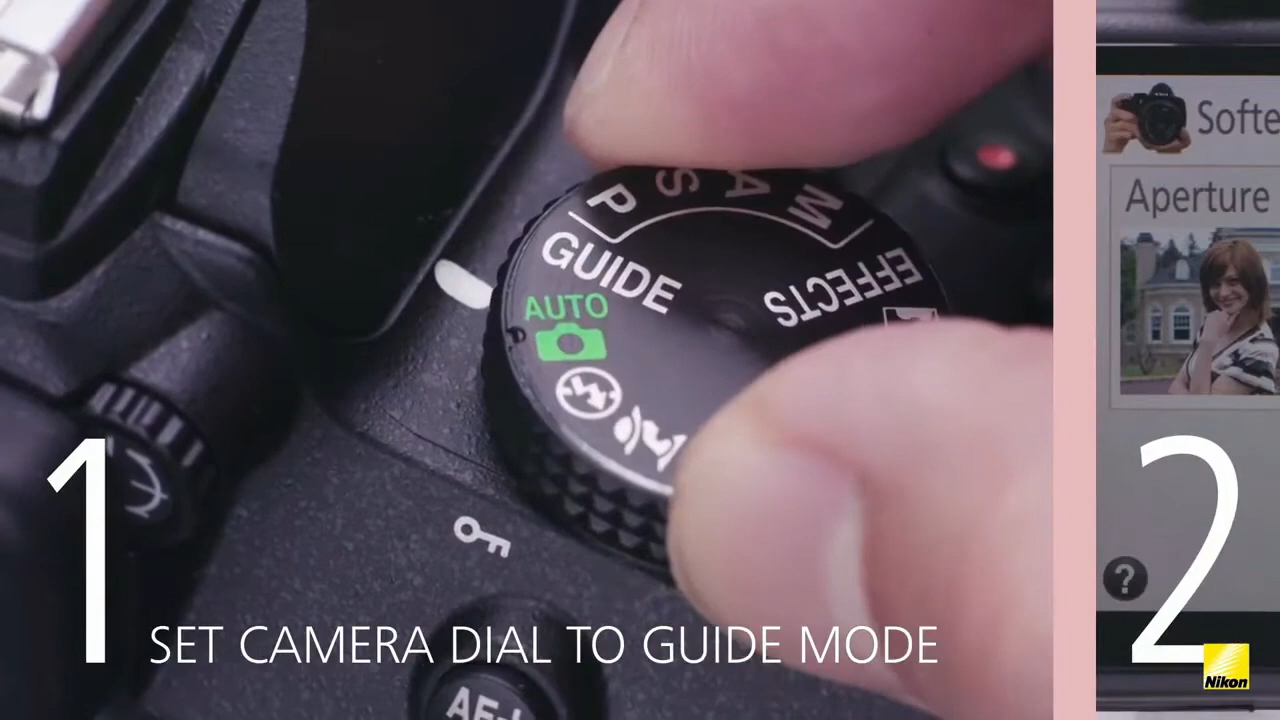 P
S
A
M
GUIDE
EFFECTS
AUTO
Softe
Aperture
?
1
SET CAMERA DIAL TO GUIDE MODE
2
Nikon